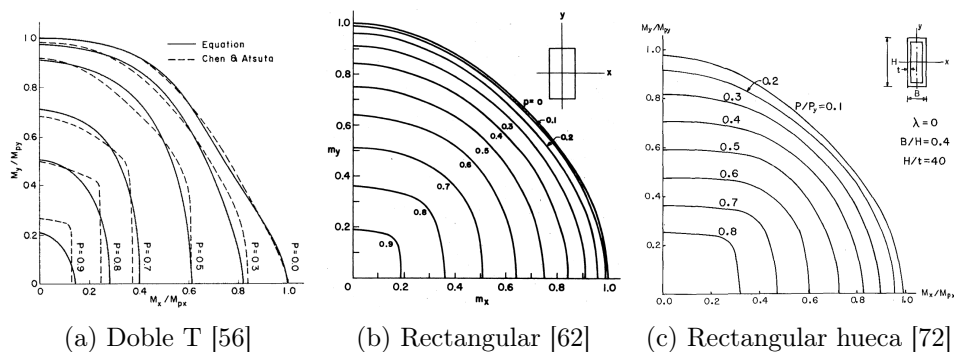 1.0
0.8
0.6
0.4
0.2
0
0
0.2
0.4
0.6
0.8
1.0
My/Mpy
Mx/Mpx
Equation
Chen & Atsuta
P=0.9
P=0.8
P=0.7
P=0.5
P=0.3
P=0.0
(a) Doble T [56]
1.0
0.8
0.6
0.4
0.2
0
0
0.2
0.4
0.6
0.8
1.0
my
mx
y
x
p= 0
0.1
0.2
0.3
0.4
0.5
0.6
0.7
0.8
0.9
(b) Rectangular [62]
My/Mpy
1.0
0.8
0.6
0.4
0.2
0.0
0.0
0.2
0.4
0.6
0.8
1.0
Mx/Mpx
P/Py=0.1
0.2
0.3
0.4
0.5
0.6
0.7
0.8
y
H
x
t
B
λ=0
B/H=0.4
H/t=40
(c) Rectangular hueca [72]